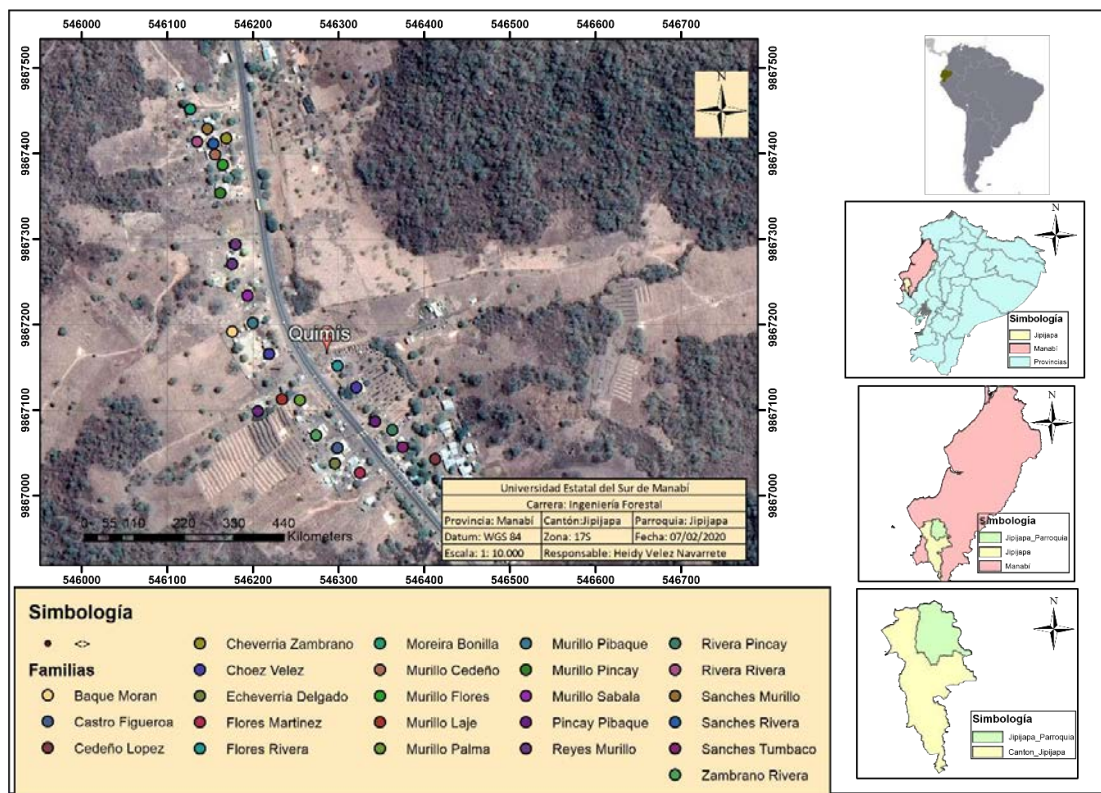 546000 546100 546200 546300 546400 546500 546600 546700
9867500
9867400
9867300
9867200
9867100
9867000
9867500
9867400
9867300
9867200
9867100
9867000
N
Quimis
0 55 110 220 330 440
Kilometers
Universidad Estatal del Sur de Manabí
Carrera: Ingeniería Forestal
Provincia: Manabí Cantón:Jipijapa Parroquia: Jipijapa
Datum: WGS 84 Zona: 17S Fecha: 07/02/2020
Escala: 1: 10.000 Responsable: Heidy Velez Navarrete
546000 546100 546200 546300 546400 546500 546600 546700
Simbología
<>
Familias
Baque Moran
Castro Figueroa
Cedeño Lopez
Cheverria Zambrano
Choez Velez
Echeverria Delgado
Flores Martinez
Flores Rivera
Moreira Bonilla
Murillo Cedeño
Murillo Flores
Murillo Laje
Murillo Palma
Murillo Pibaque
Murillo Pincay
Murillo Sabala
Pincay Pibaque
Reyes Murillo
Rivera Pincay
Rivera Rivera
Sanches Murillo
Sanches Rivera
Sanches Tumbaco
Zambrano Rivera
N
Simbología
Jipijapa
Manabí
Provincias
N
Simbología
Jipijapa_Parroquia
Jipijapa
Manabí
N
Simbología
Jipijapa_Parroquia
Canton_Jipijapa